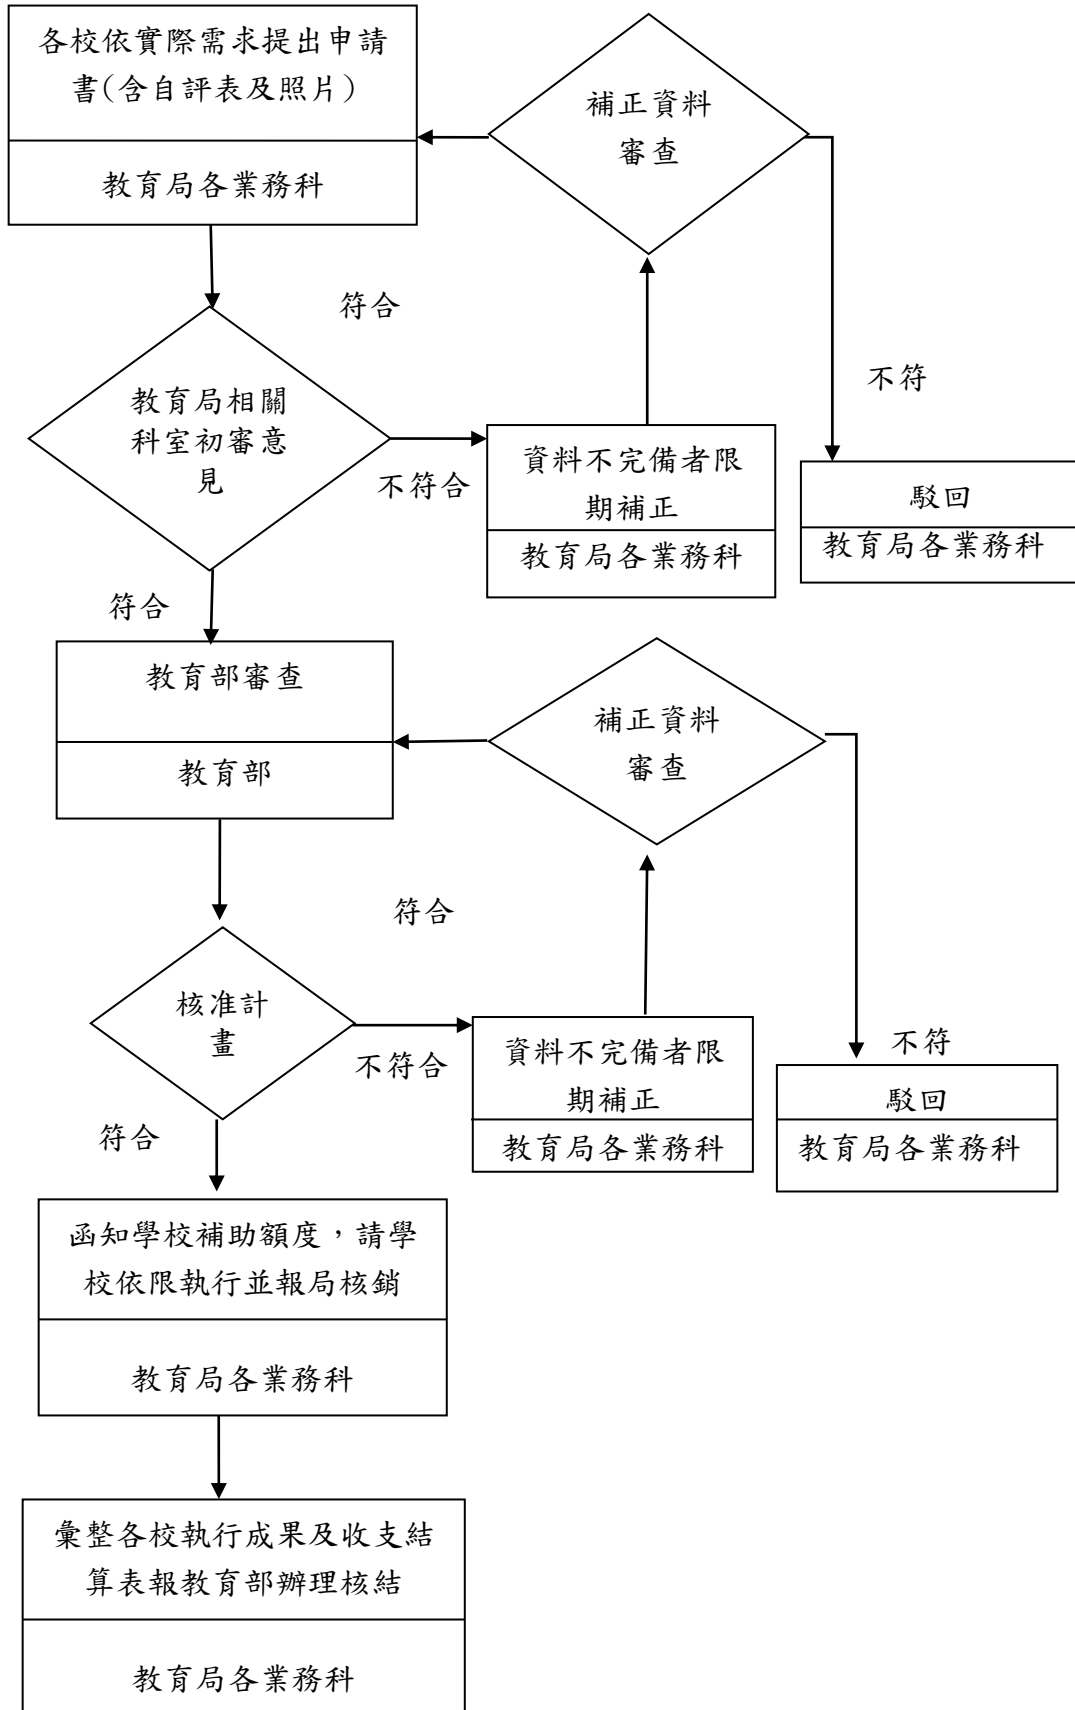 各校依實際需求提出申請
書(含自評表及照片)
教育局各業務科
補正資料
審查
符合
不符
教育局相關
科室初審意
見
不符合
資料不完備者限
期補正
教育局各業務科
駁回
教育局各業務科
符合
教育部審查
教育部
補正資料
審查
符合
核准計
畫
不符合
資料不完備者限
期補正
教育局各業務科
不符
駁回
教育局各業務科
符合
函知學校補助額度，請學
校依限執行並報局核銷
教育局各業務科
彙整各校執行成果及收支結
算表報教育部辦理核結
教育局各業務科